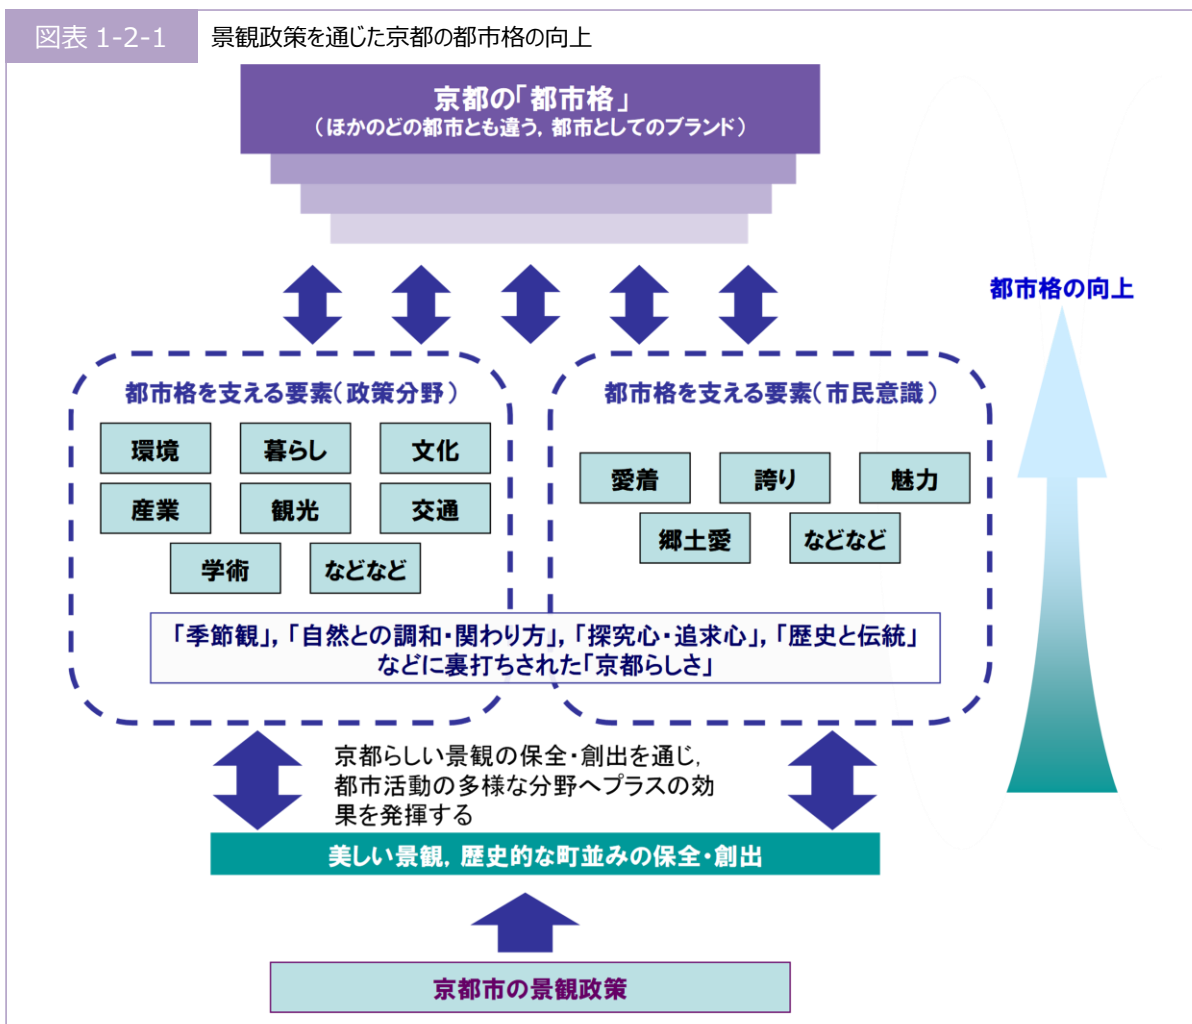 図表 1-2-1
景観政策を通じた京都の都市格の向上
京都の「都市格」
（ほかのどの都市とも違う，都市としてのブランド）
都市格の向上
都市格を支える要素（政策分野）
環境
暮らし
文化
産業
観光
交通
学術
などなど
都市格を支える要素（市民意識）
愛着
誇り
魅力
郷土愛
などなど
「季節観」，「自然との調和・関わり方」，「探究心・追求心」，「歴史と伝統」
などに裏打ちされた「京都らしさ」
京都らしい景観の保全・創出を通じ，
都市活動の多様な分野へプラスの効
果を発揮する
美しい景観，歴史的な町並みの保全・創出
京都市の景観政策